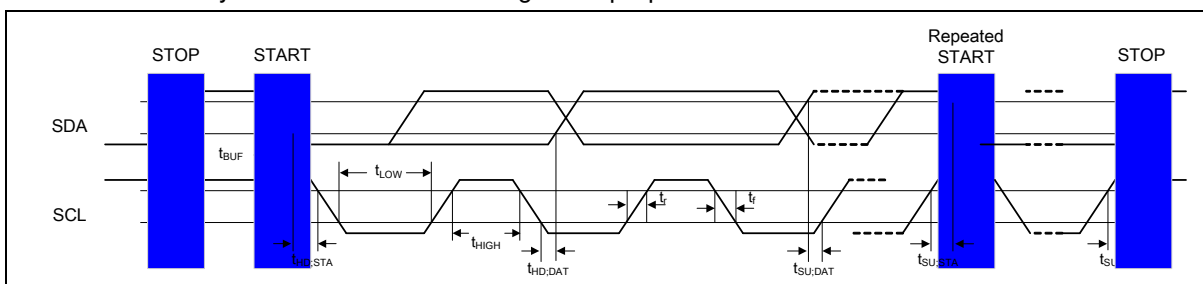 Repeated
STOP START START STOP
SDA
tBUF
tLOW
SCL
tr tf
tHIGH
tHD;STA tHD;DAT tSU;DAT tSU;STA tSU